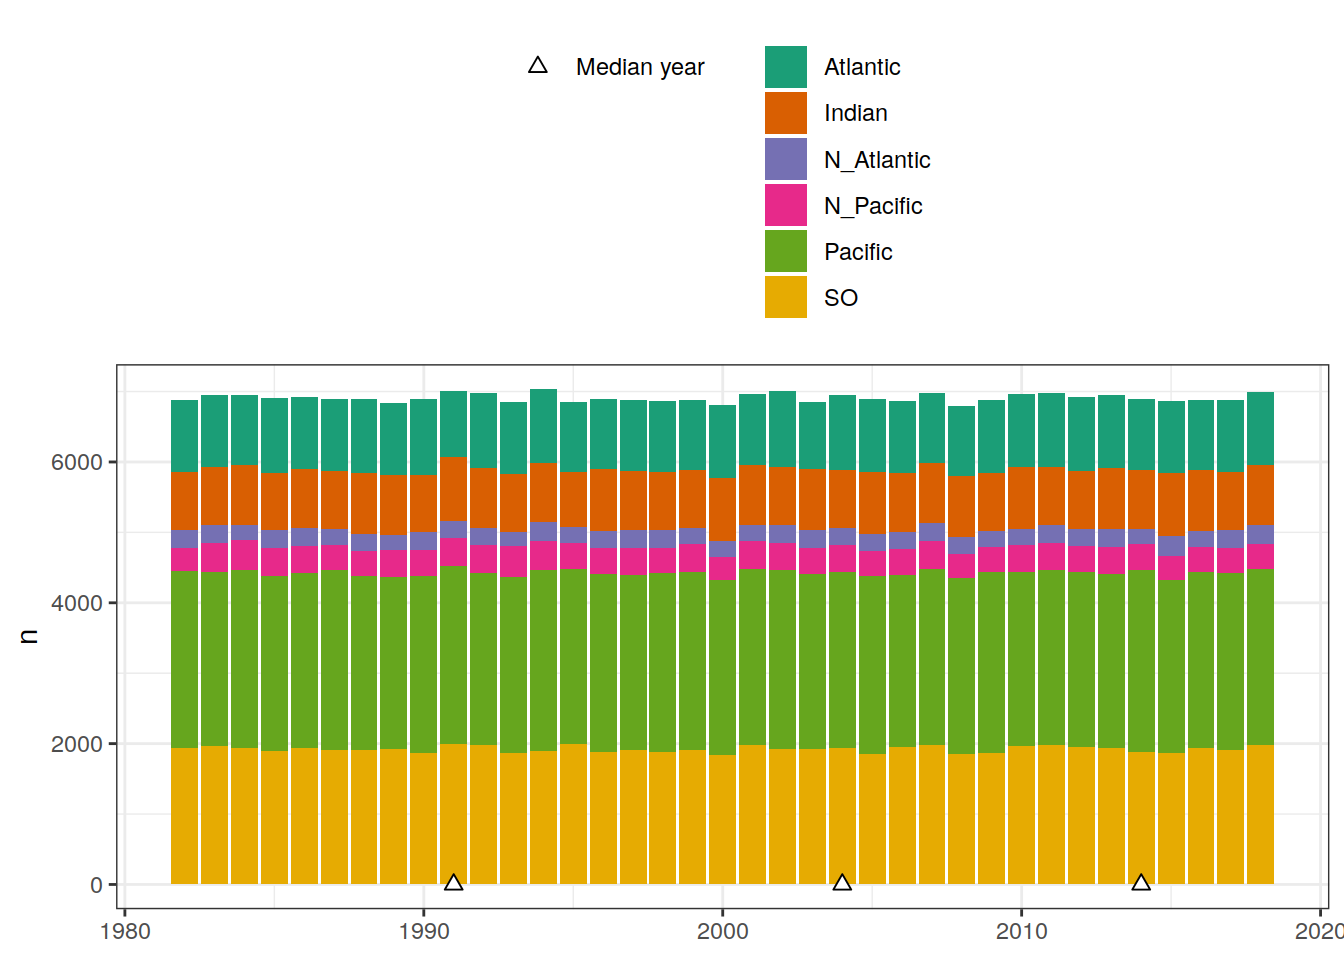 Median year
Atlantic
Indian
N_Atlantic
N_Pacific
Pacific
SO
6000
4000
2000
0
n
1980
1990
2000
2010
2020